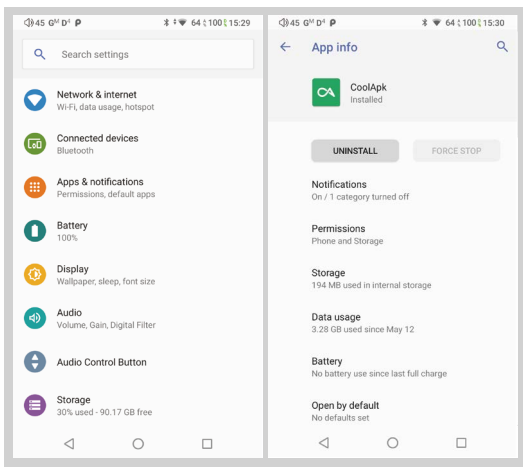 45 Gᴹ D⁴ 64 100 15:29
Search settings
Network & internet
Wi-Fi, data usage, hotspot
Connected devices
Bluetooth
Apps & notifications
Permissions, default apps
Battery
100%
Display
Wallpaper, sleep, font size
Audio
Volume, Gain, Digital Filter
Audio Control Button
Storage
30% used - 90.17 GB free
45 Gᴹ D⁴ 64 100 15:30
App info
CoolApk
Installed
UNINSTALL
FORCE STOP
Notifications
On / 1 category turned off
Permissions
Phone and Storage
Storage
194 MB used in internal storage
Data usage
3.28 GB used since May 12
Battery
No battery use since last full charge
Open by default
No defaults set